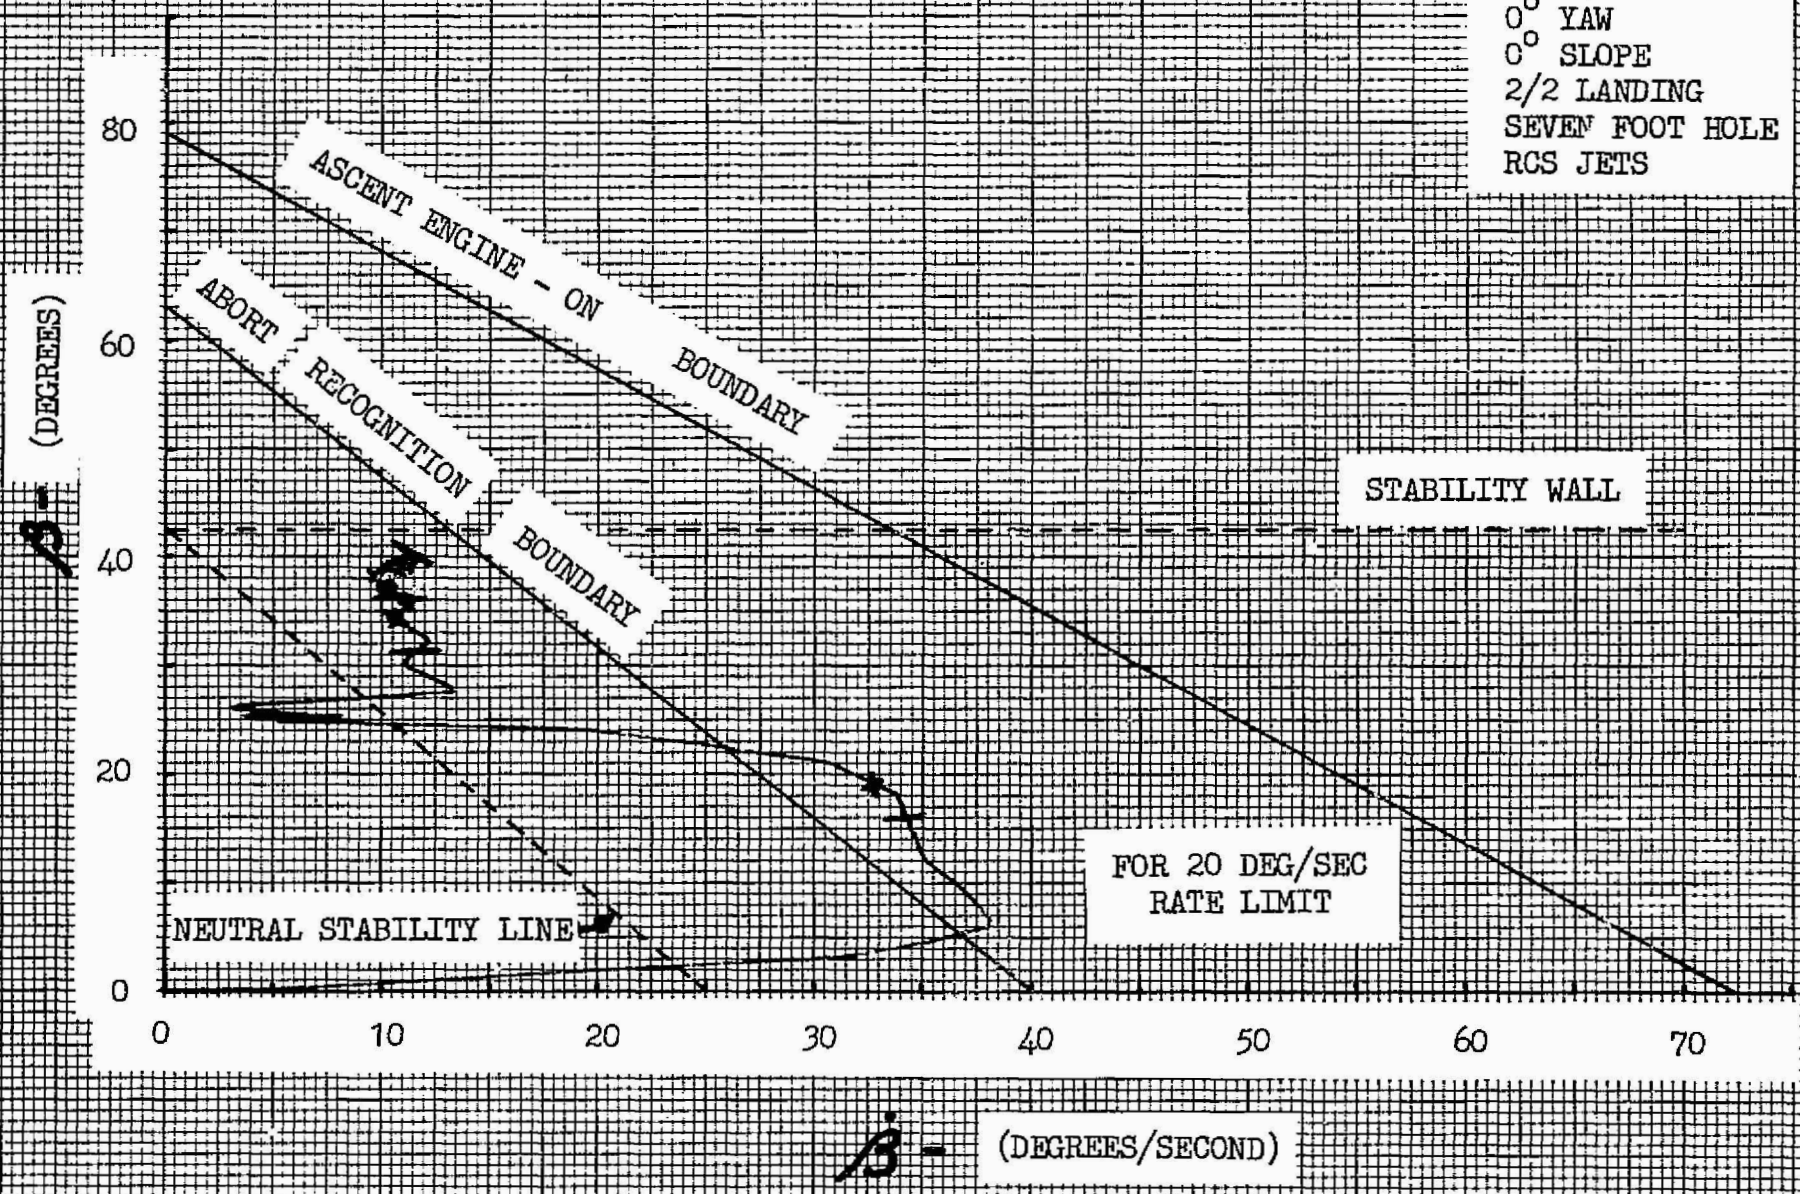 0° YAW
0° SLOPE
2/2 LANDING
SEVEN FOOT HOLE
RCS JETS
80
60
40
20
0
β - (DEGREES)
ASCENT ENGINE - ON BOUNDARY
ABORT RECOGNITION BOUNDARY
STABILITY WALL
FOR 20 DEG/SEC
RATE LIMIT
NEUTRAL STABILITY LINE
0 10 20 30 40 50 60 70
β̇ - (DEGREES/SECOND)